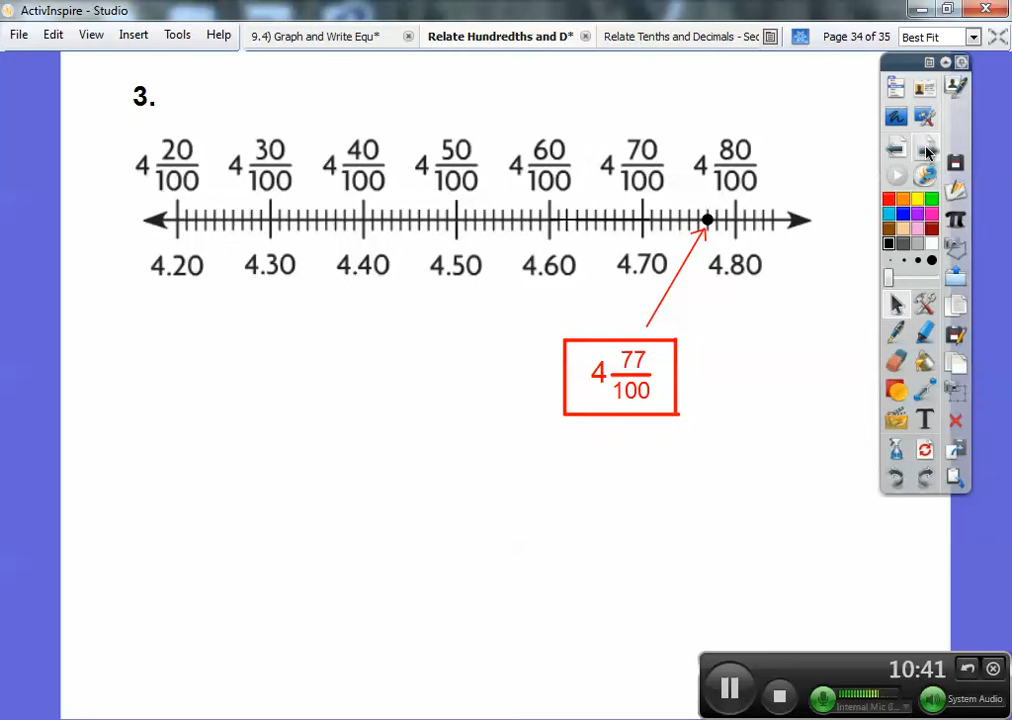 ActivInspire - Studio
File Edit View Insert Tools Help
9.4) Graph and Write Equ* Relate Hundredths and D* Relate Tenths and Decimals - Sec Page 34 of 35 Best Fit
3.
4 20/100 4 30/100 4 40/100 4 50/100 4 60/100 4 70/100 4 80/100
4.20 4.30 4.40 4.50 4.60 4.70 4.80
4 77/100
10:41
Internal Mic (I... System Audio